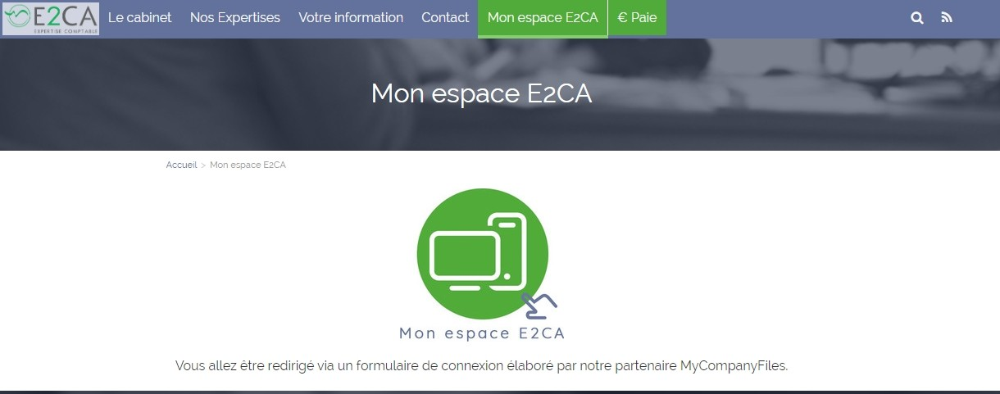 E2CA
EXPERTISE COMPTABLE
Le cabinet
Nos Expertises
Votre information
Contact
Mon espace E2CA
€ Paie
Mon espace E2CA
Accueil > Mon espace E2CA
Mon espace E2CA
Vous allez être redirigé via un formulaire de connexion élaboré par notre partenaire MyCompanyFiles.